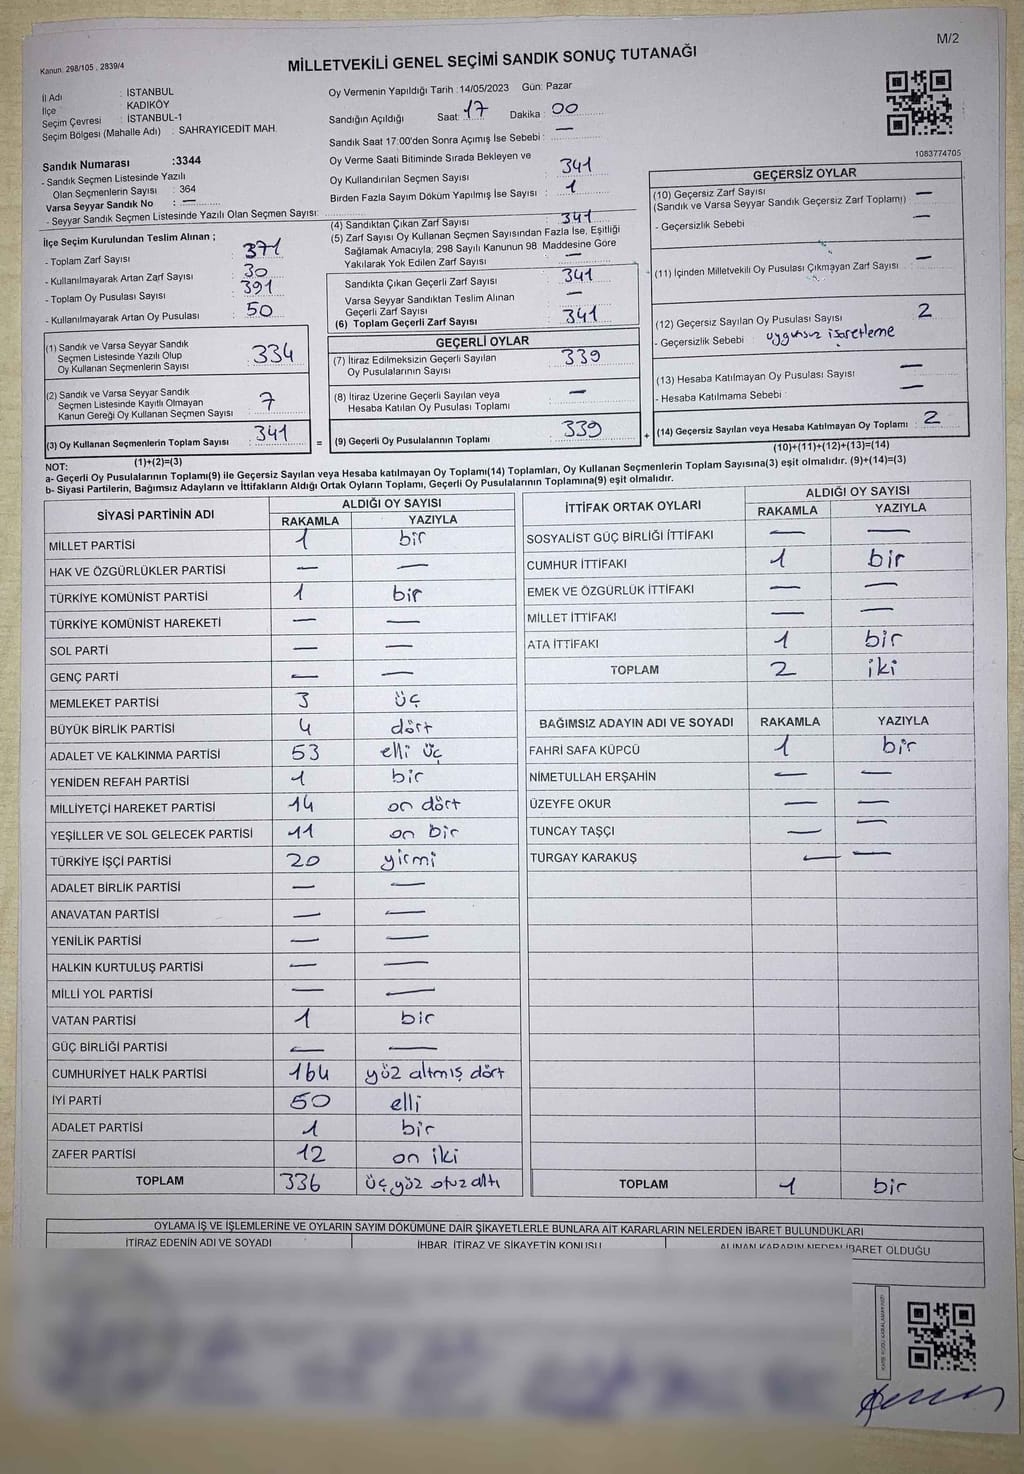 M/2
Kanun: 298/105 , 2839/4
MİLLETVEKİLİ GENEL SEÇİMİ SANDIK SONUÇ TUTANAĞI
İl Adı : İSTANBUL
İlçe : KADIKÖY
Seçim Çevresi : İSTANBUL-1
Seçim Bölgesi (Mahalle Adı) : SAHRAYICEDIT MAH.
Sandık Numarası :3344
- Sandık Seçmen Listesinde Yazılı
Olan Seçmenlerin Sayısı : 364
Varsa Seyyar Sandık No : —
- Seyyar Sandık Seçmen Listesinde Yazılı Olan Seçmen Sayısı:
İlçe Seçim Kurulundan Teslim Alınan ;
- Toplam Zarf Sayısı : 371
- Kullanılmayarak Artan Zarf Sayısı : 30
- Toplam Oy Pusulası Sayısı : 391
- Kullanılmayarak Artan Oy Pusulası : 50
(1) Sandık ve Varsa Seyyar Sandık
Seçmen Listesinde Yazılı Olup
Oy Kullanan Seçmenlerin Sayısı : 334
(2) Sandık ve Varsa Seyyar Sandık
Seçmen Listesinde Kayıtlı Olmayan
Kanun Gereği Oy Kullanan Seçmen Sayısı : 7
(3) Oy Kullanan Seçmenlerin Toplam Sayısı : 341
(1)+(2)=(3)
Oy Vermenin Yapıldığı Tarih : 14/05/2023 Gün: Pazar
Sandığın Açıldığı Saat: 17 Dakika : 00
Sandık Saat 17:00'den Sonra Açımış İse Sebebi : —
Oy Verme Saati Bitiminde Sırada Bekleyen ve
Oy Kullandırılan Seçmen Sayısı : 341
Birden Fazla Sayım Döküm Yapılmış İse Sayısı : 1
(4) Sandıktan Çıkan Zarf Sayısı : 341
(5) Zarf Sayısı Oy Kullanan Seçmen Sayısından Fazla İse, Eşitliği
Sağlamak Amacıyla; 298 Sayılı Kanunun 98 Maddesine Göre
Yakılarak Yok Edilen Zarf Sayısı : —
Sandıkta Çıkan Geçerli Zarf Sayısı : 341
Varsa Seyyar Sandıktan Teslim Alınan
Geçerli Zarf Sayısı : —
(6) Toplam Geçerli Zarf Sayısı : 341
GEÇERLİ OYLAR
(7) İtiraz Edilmeksizin Geçerli Sayılan
Oy Pusulalarının Sayısı : 339
(8) İtiraz Üzerine Geçerli Sayılan veya
Hesaba Katılan Oy Pusulası Toplamı : —
= (9) Geçerli Oy Pusulalarının Toplamı : 339 +
1083774705
GEÇERSİZ OYLAR
(10) Geçersiz Zarf Sayısı : —
(Sandık ve Varsa Seyyar Sandık Geçersiz Zarf Toplamı)
- Geçersizlik Sebebi : —
(11) İçinden Milletvekili Oy Pusulası Çıkmayan Zarf Sayısı : —
(12) Geçersiz Sayılan Oy Pusulası Sayısı : 2
- Geçersizlik Sebebi : uygunsuz işaretleme
(13) Hesaba Katılmayan Oy Pusulası Sayısı : —
- Hesaba Katılmama Sebebi : —
(14) Geçersiz Sayılan veya Hesaba Katılmayan Oy Toplamı : 2
(10)+(11)+(12)+(13)=(14)
NOT:
a- Geçerli Oy Pusulalarının Toplamı(9) ile Geçersiz Sayılan veya Hesaba katılmayan Oy Toplamı(14) Toplamları, Oy Kullanan Seçmenlerin Toplam Sayısına(3) eşit olmalıdır. (9)+(14)=(3)
b- Siyasi Partilerin, Bağımsız Adayların ve İttifakların Aldığı Ortak Oyların Toplamı, Geçerli Oy Pusulalarının Toplamına(9) eşit olmalıdır.
SİYASİ PARTİNİN ADI ALDIĞI OY SAYISI
RAKAMLA YAZIYLA
MİLLET PARTİSİ 1 bir
HAK VE ÖZGÜRLÜKLER PARTİSİ — —
TÜRKİYE KOMÜNİST PARTİSİ 1 bir
TÜRKİYE KOMÜNİST HAREKETİ — —
SOL PARTİ — —
GENÇ PARTİ — —
MEMLEKET PARTİSİ 3 üç
BÜYÜK BİRLİK PARTİSİ 4 dört
ADALET VE KALKINMA PARTİSİ 53 elli üç
YENİDEN REFAH PARTİSİ 1 bir
MİLLİYETÇİ HAREKET PARTİSİ 14 on dört
YEŞİLLER VE SOL GELECEK PARTİSİ 11 on bir
TÜRKİYE İŞÇİ PARTİSİ 20 yirmi
ADALET BİRLİK PARTİSİ — —
ANAVATAN PARTİSİ — —
YENİLİK PARTİSİ — —
HALKIN KURTULUŞ PARTİSİ — —
MİLLİ YOL PARTİSİ — —
VATAN PARTİSİ 1 bir
GÜÇ BİRLİĞİ PARTİSİ — —
CUMHURİYET HALK PARTİSİ 164 yüz altmış dört
İYİ PARTİ 50 elli
ADALET PARTİSİ 1 bir
ZAFER PARTİSİ 12 on iki
TOPLAM 336 üç yüz otuz altı
İTTİFAK ORTAK OYLARI ALDIĞI OY SAYISI
RAKAMLA YAZIYLA
SOSYALİST GÜÇ BİRLİĞİ İTTİFAKI — —
CUMHUR İTTİFAKI 1 bir
EMEK VE ÖZGÜRLÜK İTTİFAKI — —
MİLLET İTTİFAKI — —
ATA İTTİFAKI 1 bir
TOPLAM 2 iki
BAĞIMSIZ ADAYIN ADI VE SOYADI RAKAMLA YAZIYLA
FAHRİ SAFA KÜPCÜ 1 bir
NİMETULLAH ERŞAHİN — —
ÜZEYFE OKUR — —
TUNCAY TAŞÇI — —
TURGAY KARAKUŞ — —
TOPLAM 1 bir
OYLAMA İŞ VE İŞLEMLERİNE VE OYLARIN SAYIM DÖKÜMÜNE DAİR ŞİKAYETLERLE BUNLARA AİT KARARLARIN NELERDEN İBARET BULUNDUKLARI
İTİRAZ EDENİN ADI VE SOYADI İHBAR, İTİRAZ VE ŞİKAYETİN KONUSU ALINAN KARARIN NEDEN İBARET OLDUĞU